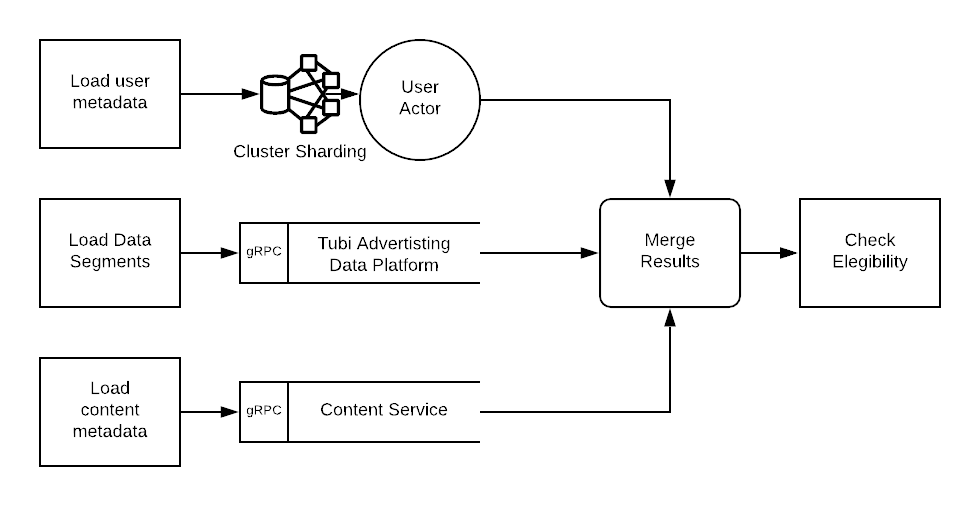 Load user
metadata
Cluster Sharding
User
Actor
Load Data
Segments
gRPC
Tubi Advertisting
Data Platform
Merge
Results
Check
Elegibility
Load
content
metadata
gRPC
Content Service